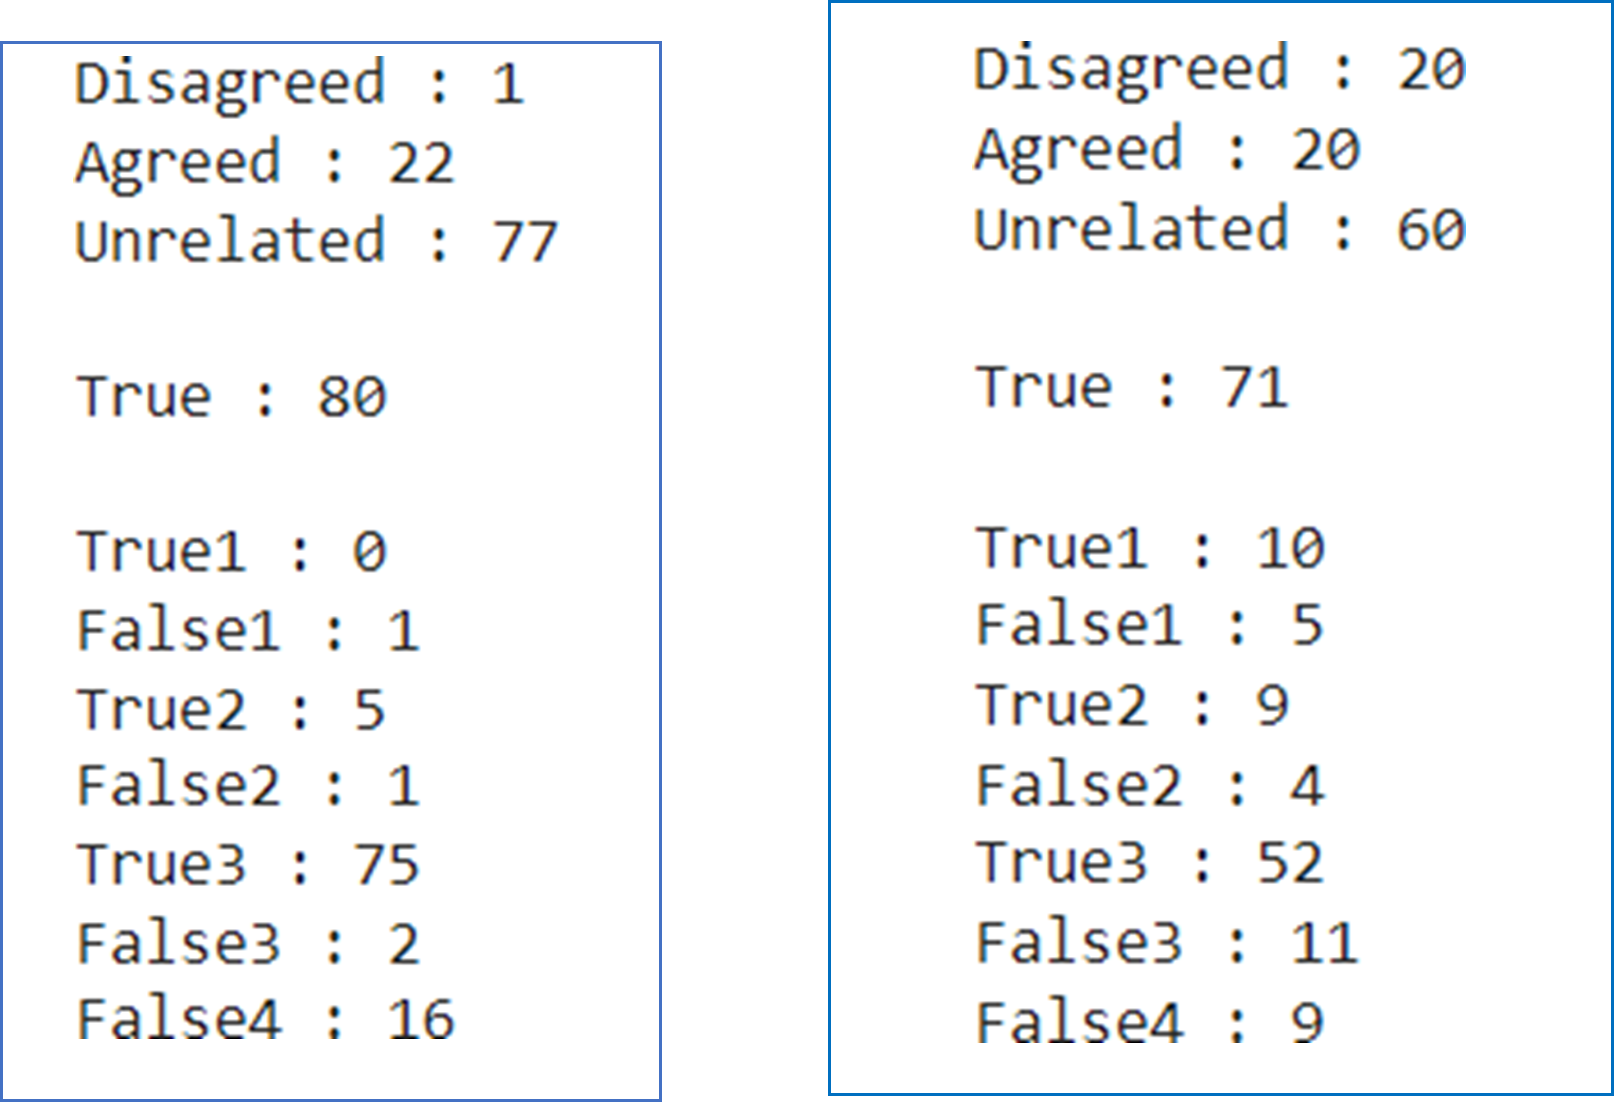 Disagreed : 1
Agreed : 22
Unrelated : 77
True : 80
True1 : 0
False1 : 1
True2 : 5
False2 : 1
True3 : 75
False3 : 2
False4 : 16
Disagreed : 20
Agreed : 20
Unrelated : 60
True : 71
True1 : 10
False1 : 5
True2 : 9
False2 : 4
True3 : 52
False3 : 11
False4 : 9